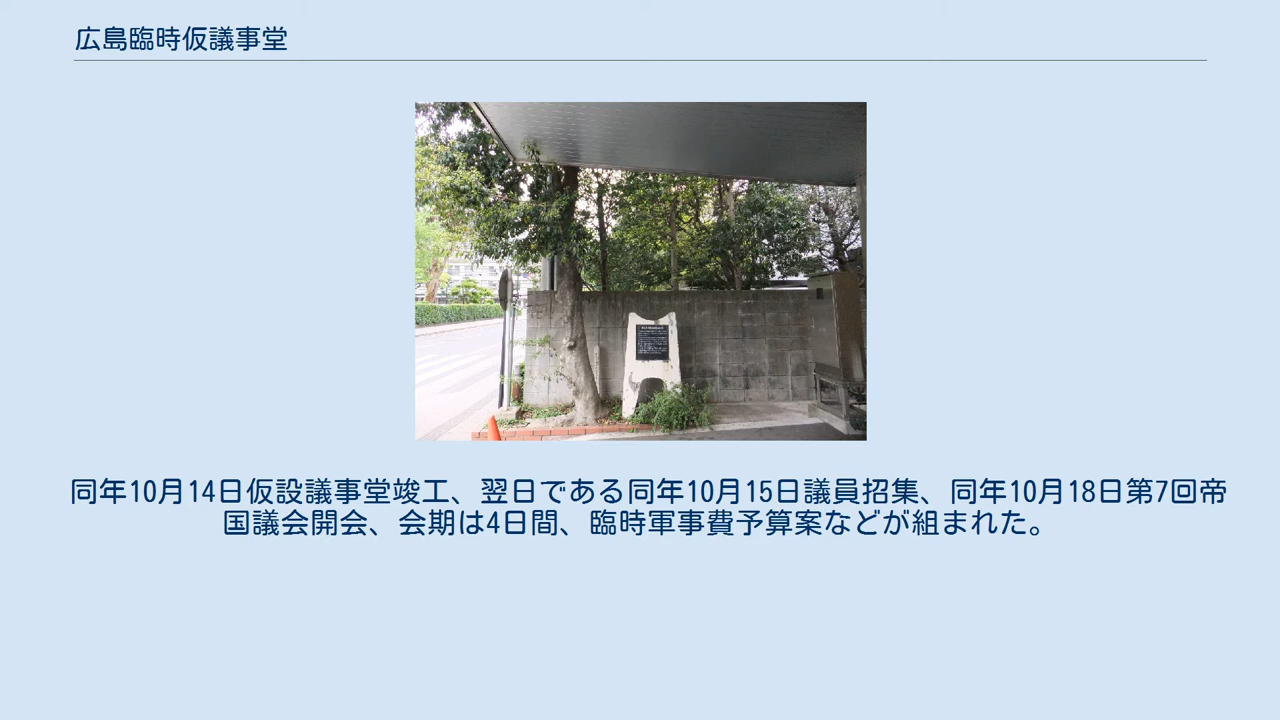 広島臨時仮議事堂
同年10月14日仮設議事堂竣工、翌日である同年10月15日議員招集、同年10月18日第7回帝
国議会開会、会期は4日間、臨時軍事費予算案などが組まれた。